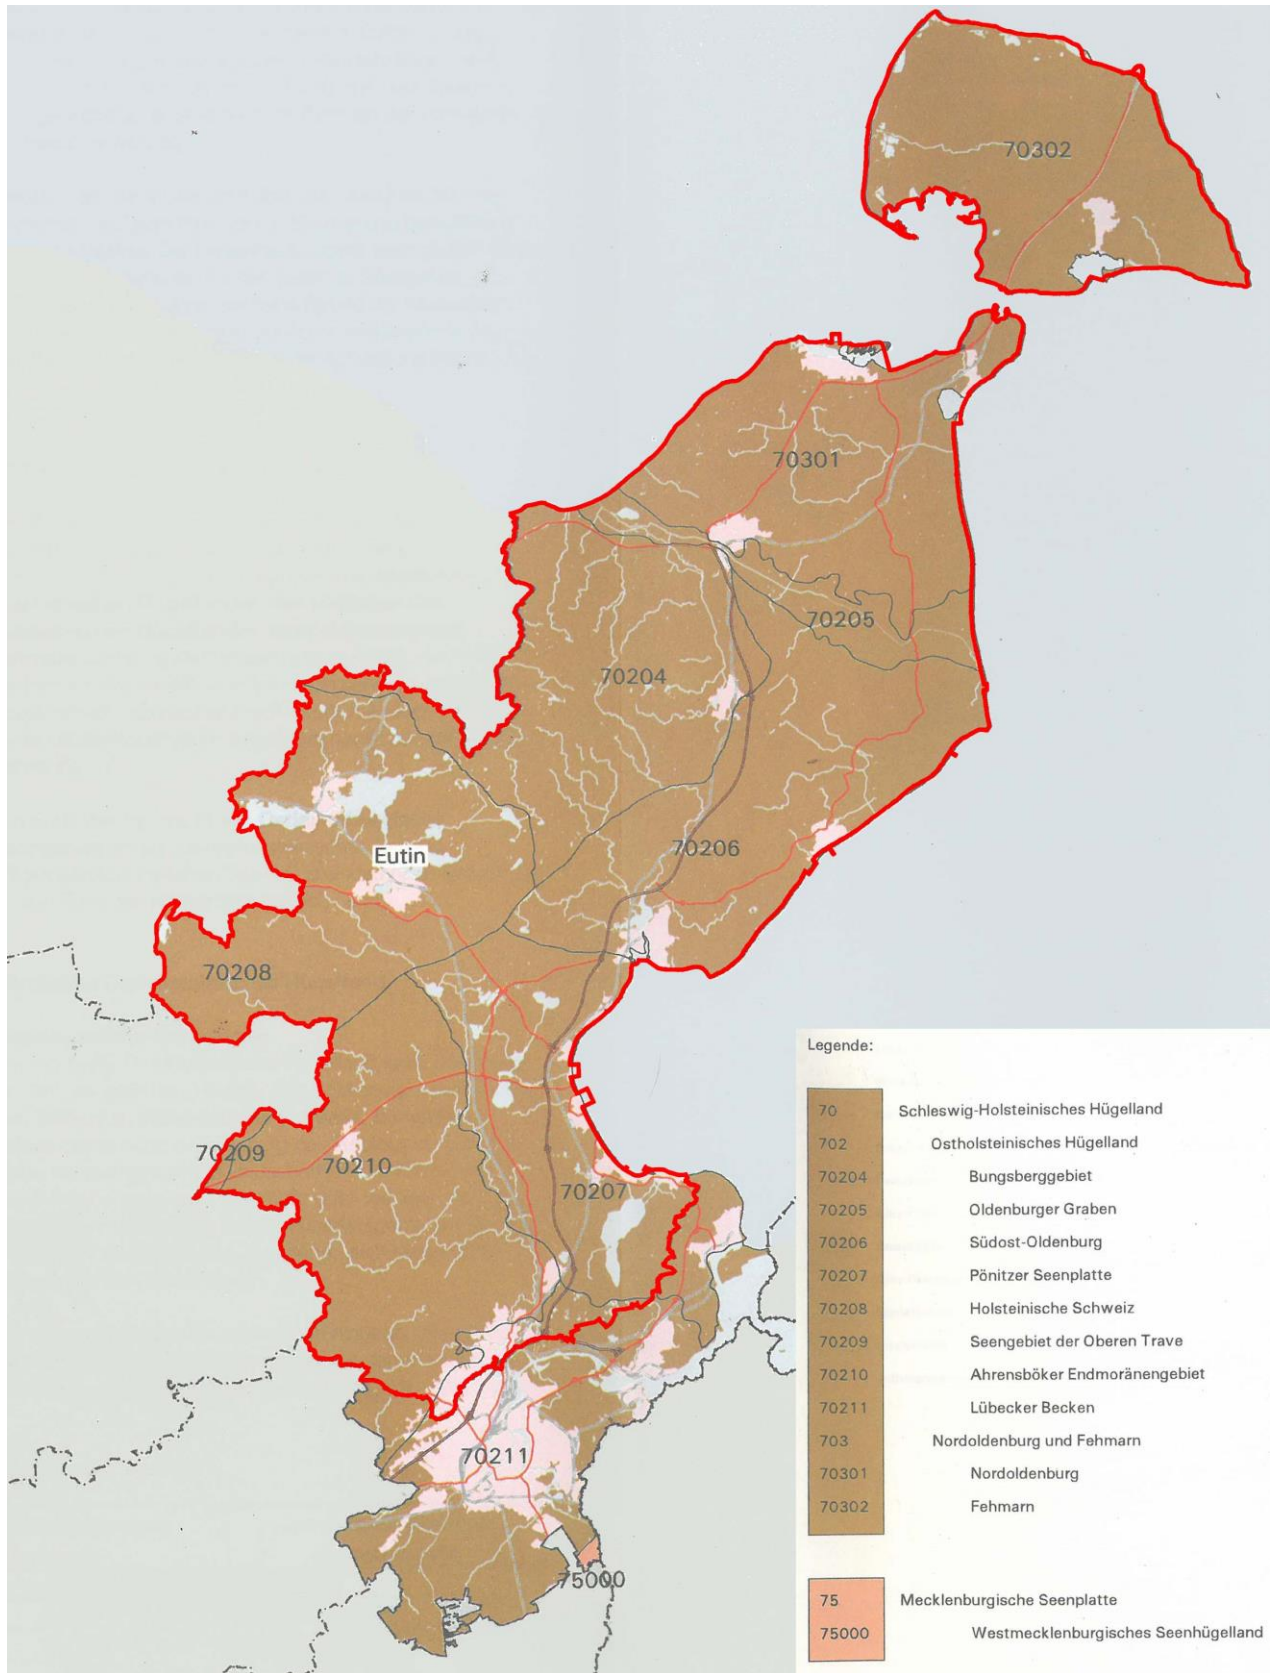 70302
70301
70205
70204
70206
Eutin
70208
70209
70210
70207
70211
75000
Legende:
70 Schleswig-Holsteinisches Hügelland
702 Ostholsteinisches Hügelland
70204 Bungsberggebiet
70205 Oldenburger Graben
70206 Südost-Oldenburg
70207 Pönitzer Seenplatte
70208 Holsteinische Schweiz
70209 Seengebiet der Oberen Trave
70210 Ahrensböker Endmoränengebiet
70211 Lübecker Becken
703 Nordoldenburg und Fehmarn
70301 Nordoldenburg
70302 Fehmarn
75 Mecklenburgische Seenplatte
75000 Westmecklenburgisches Seenhügelland